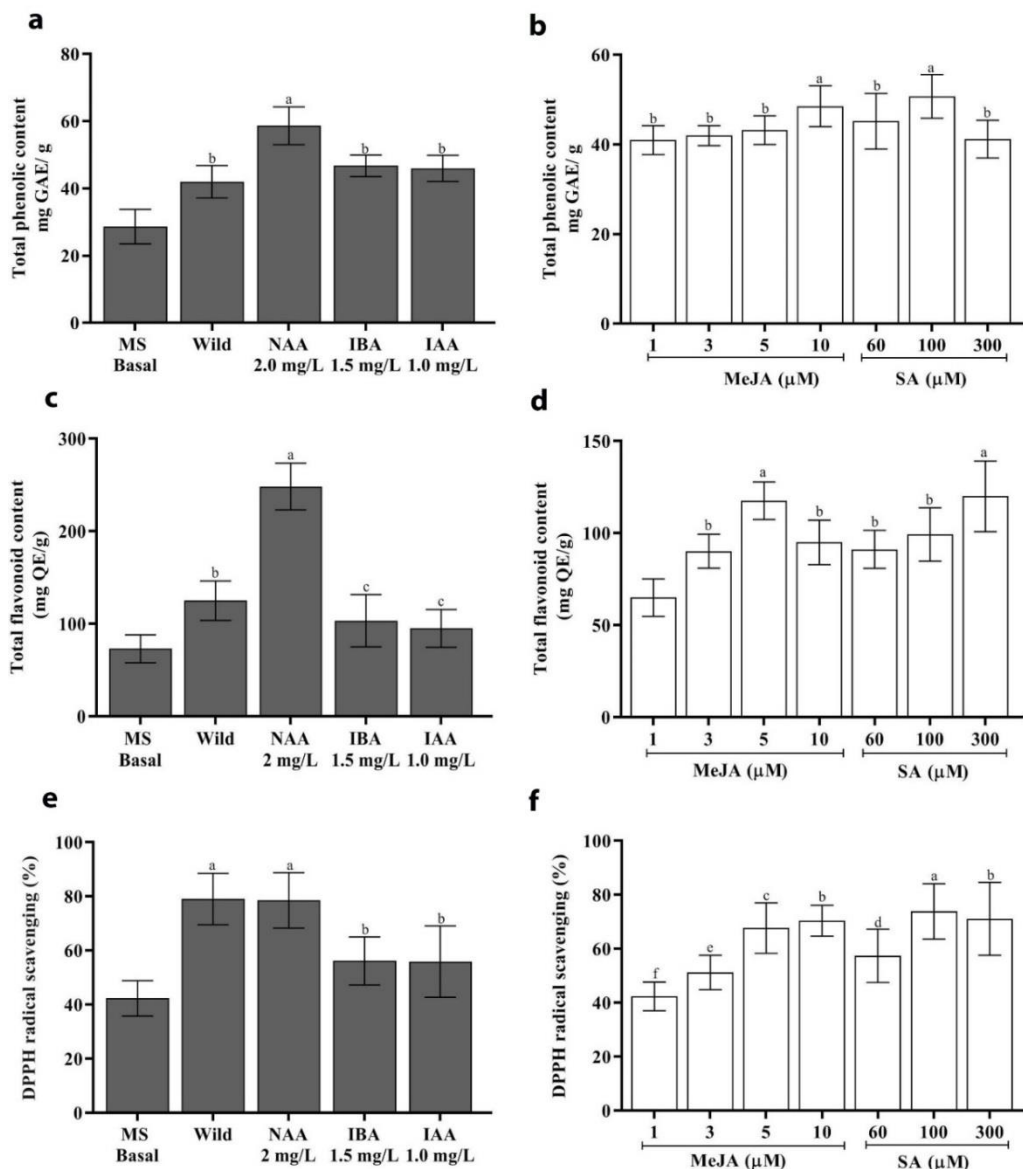 a
Total phenolic content
mg GAE/ g
80
60
40
20
0
b
a
b
b
MS
Basal
Wild
NAA
2.0 mg/L
IBA
1.5 mg/L
IAA
1.0 mg/L
b
Total phenolic content
mg GAE/ g
60
40
20
0
b
b
b
a
b
a
b
1 3 5 10 60 100 300
MeJA (μM) SA (μM)
c
Total flavonoid content
(mg QE/g)
300
200
100
0
b
a
c
c
MS
Basal
Wild
NAA
2 mg/L
IBA
1.5 mg/L
IAA
1.0 mg/L
d
Total flavonoid content
(mg QE/g)
150
100
50
0
b
a
b
b
b
a
1 3 5 10 60 100 300
MeJA (μM) SA (μM)
e
DPPH radical scavenging (%)
100
80
60
40
20
0
a
a
b
b
MS
Basal
Wild
NAA
2 mg/L
IBA
1.5 mg/L
IAA
1.0 mg/L
f
DPPH radical scavenging (%)
100
80
60
40
20
0
f
e
c
b
d
a
b
1 3 5 10 60 100 300
MeJA (μM) SA (μM)